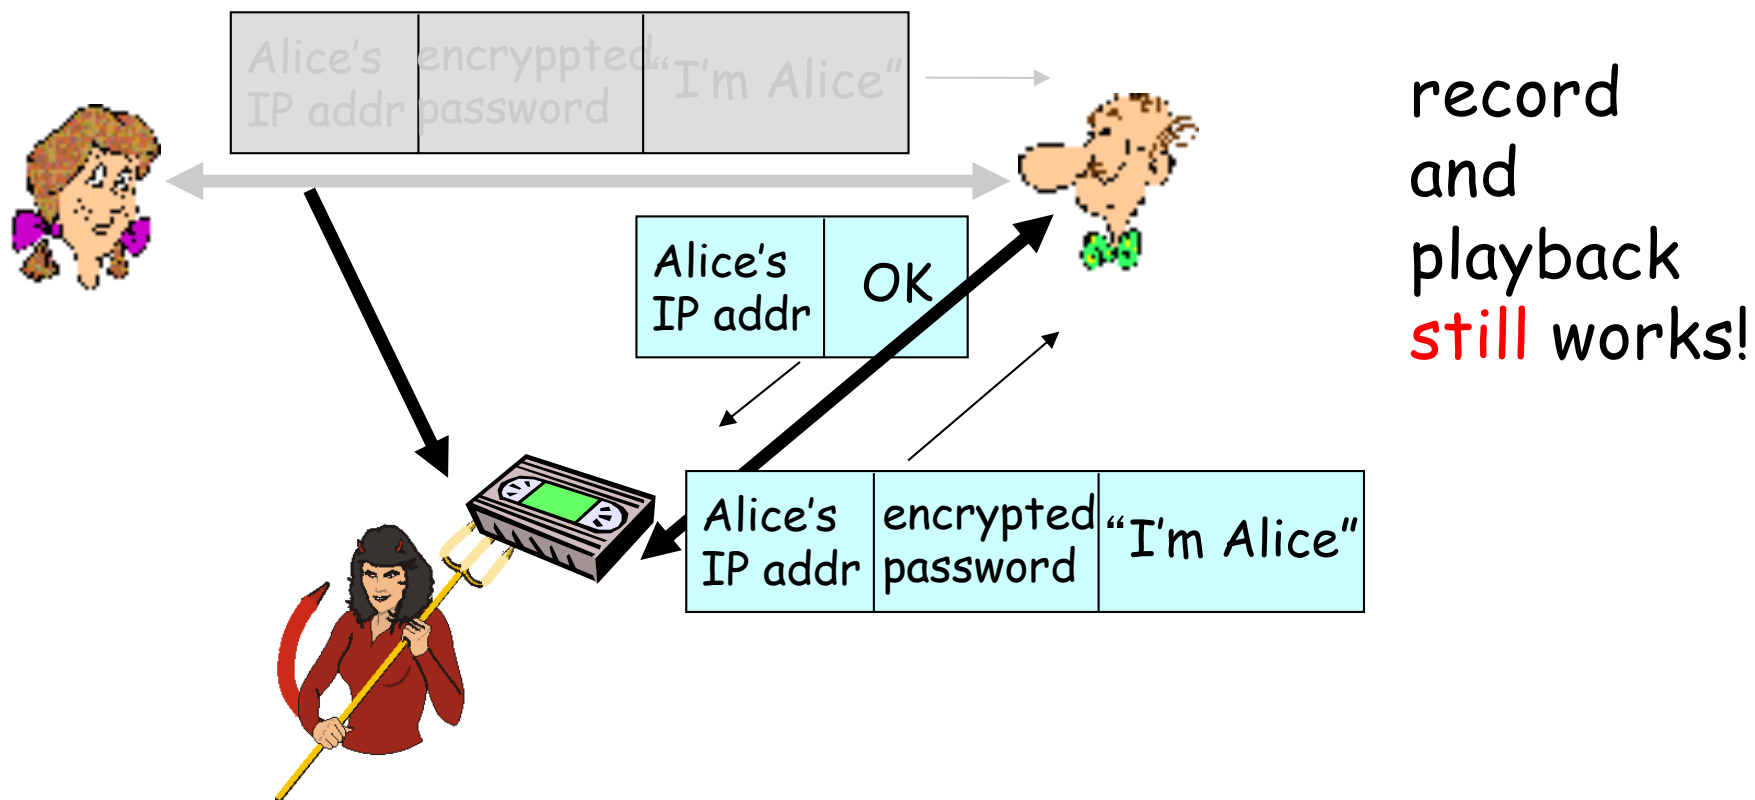 Alice's
IP addr
encryppted
password
“I'm Alice”
record
and
playback
still works!
Alice's
IP addr
OK
Alice's
IP addr
encrypted
password
“I'm Alice”